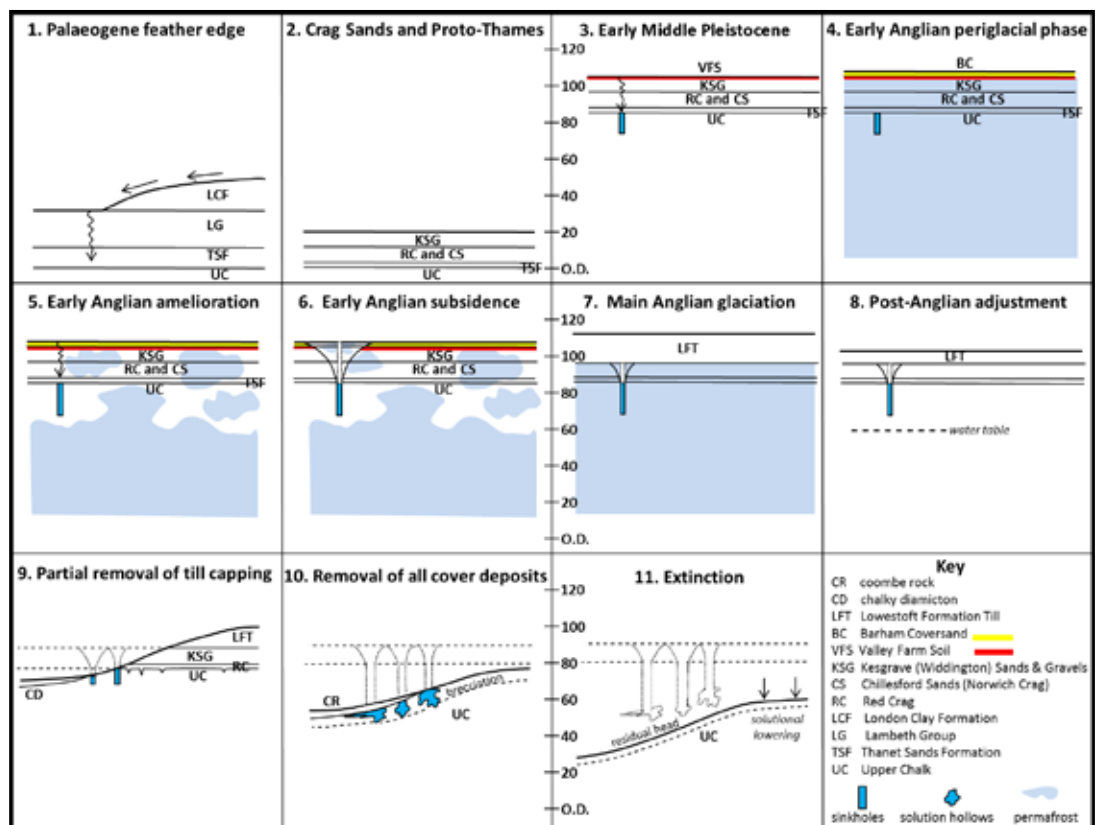 1. Palaeogene feather edge
LCF
LG
TSF
UC
2. Crag Sands and Proto-Thames
KSG
RC and CS
UC
TSF
120
100
80
60
40
20
O.D.
3. Early Middle Pleistocene
VFS
KSG
RC and CS
UC
TSF
4. Early Anglian periglacial phase
BC
KSG
RC and CS
UC
TSF
5. Early Anglian amelioration
KSG
RC and CS
UC
TSF
6. Early Anglian subsidence
KSG
RC and CS
UC
TSF
120
100
80
60
40
20
O.D.
7. Main Anglian glaciation
LFT
8. Post-Anglian adjustment
LFT
water table
9. Partial removal of till capping
LFT
KSG
RC
UC
CD
10. Removal of all cover deposits
CR
brecciation
UC
120
100
80
60
40
20
O.D.
11. Extinction
residual head
UC
solutional
lowering
Key
CR coombe rock
CD chalky diamicton
LFT Lowestoft Formation Till
BC Barham Coversand
VFS Valley Farm Soil
KSG Kesgrave (Widdington) Sands & Gravels
CS Chillesford Sands (Norwich Crag)
RC Red Crag
LCF London Clay Formation
LG Lambeth Group
TSF Thanet Sands Formation
UC Upper Chalk
sinkholes solution hollows permafrost